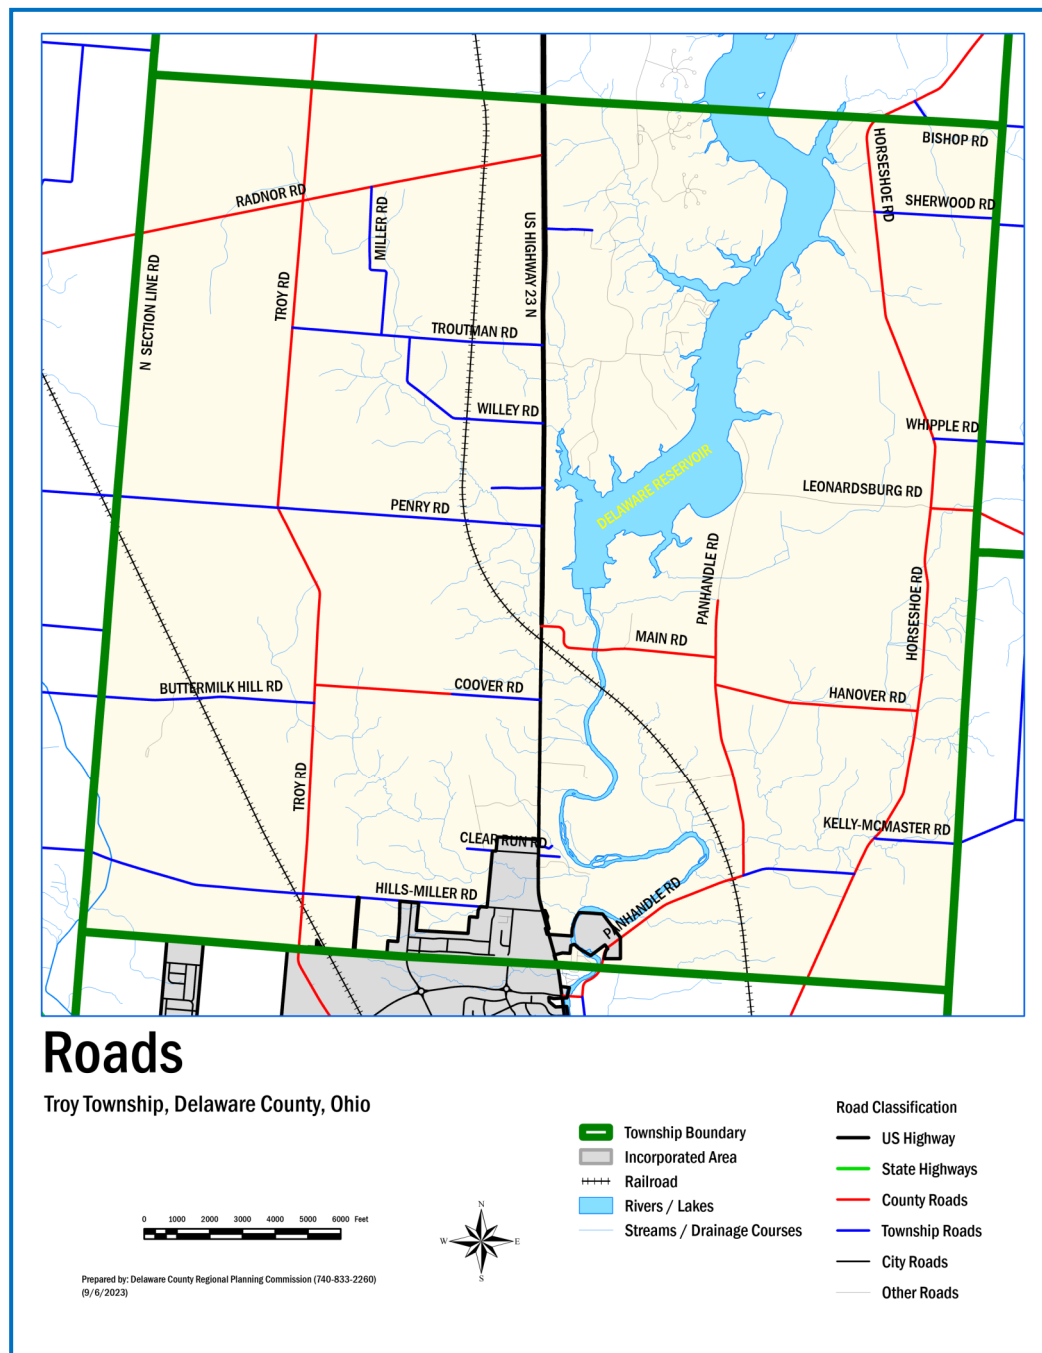 BISHOP RD
HORSESHOE RD
SHERWOOD RD
RADNOR RD
MILLER RD
US HIGHWAY 23 N
N SECTION LINE RD
TROY RD
TROUTMAN RD
WILLEY RD
WHIPPLE RD
DELAWARE RESERVOIR
LEONARDSBURG RD
PENRY RD
PANHANDLE RD
HORSESHOE RD
MAIN RD
BUTTERMILK HILL RD
COOVER RD
HANOVER RD
TROY RD
KELLY-MCMASTER RD
CLEAR RUN RD
HILLS-MILLER RD
PANHANDLE RD
Roads
Troy Township, Delaware County, Ohio
Township Boundary
Incorporated Area
Railroad
Rivers / Lakes
Streams / Drainage Courses
Road Classification
US Highway
State Highways
County Roads
Township Roads
City Roads
Other Roads
0 1000 2000 3000 4000 5000 6000 Feet
N
W E
S
Prepared by: Delaware County Regional Planning Commission (740-833-2260)
(9/6/2023)